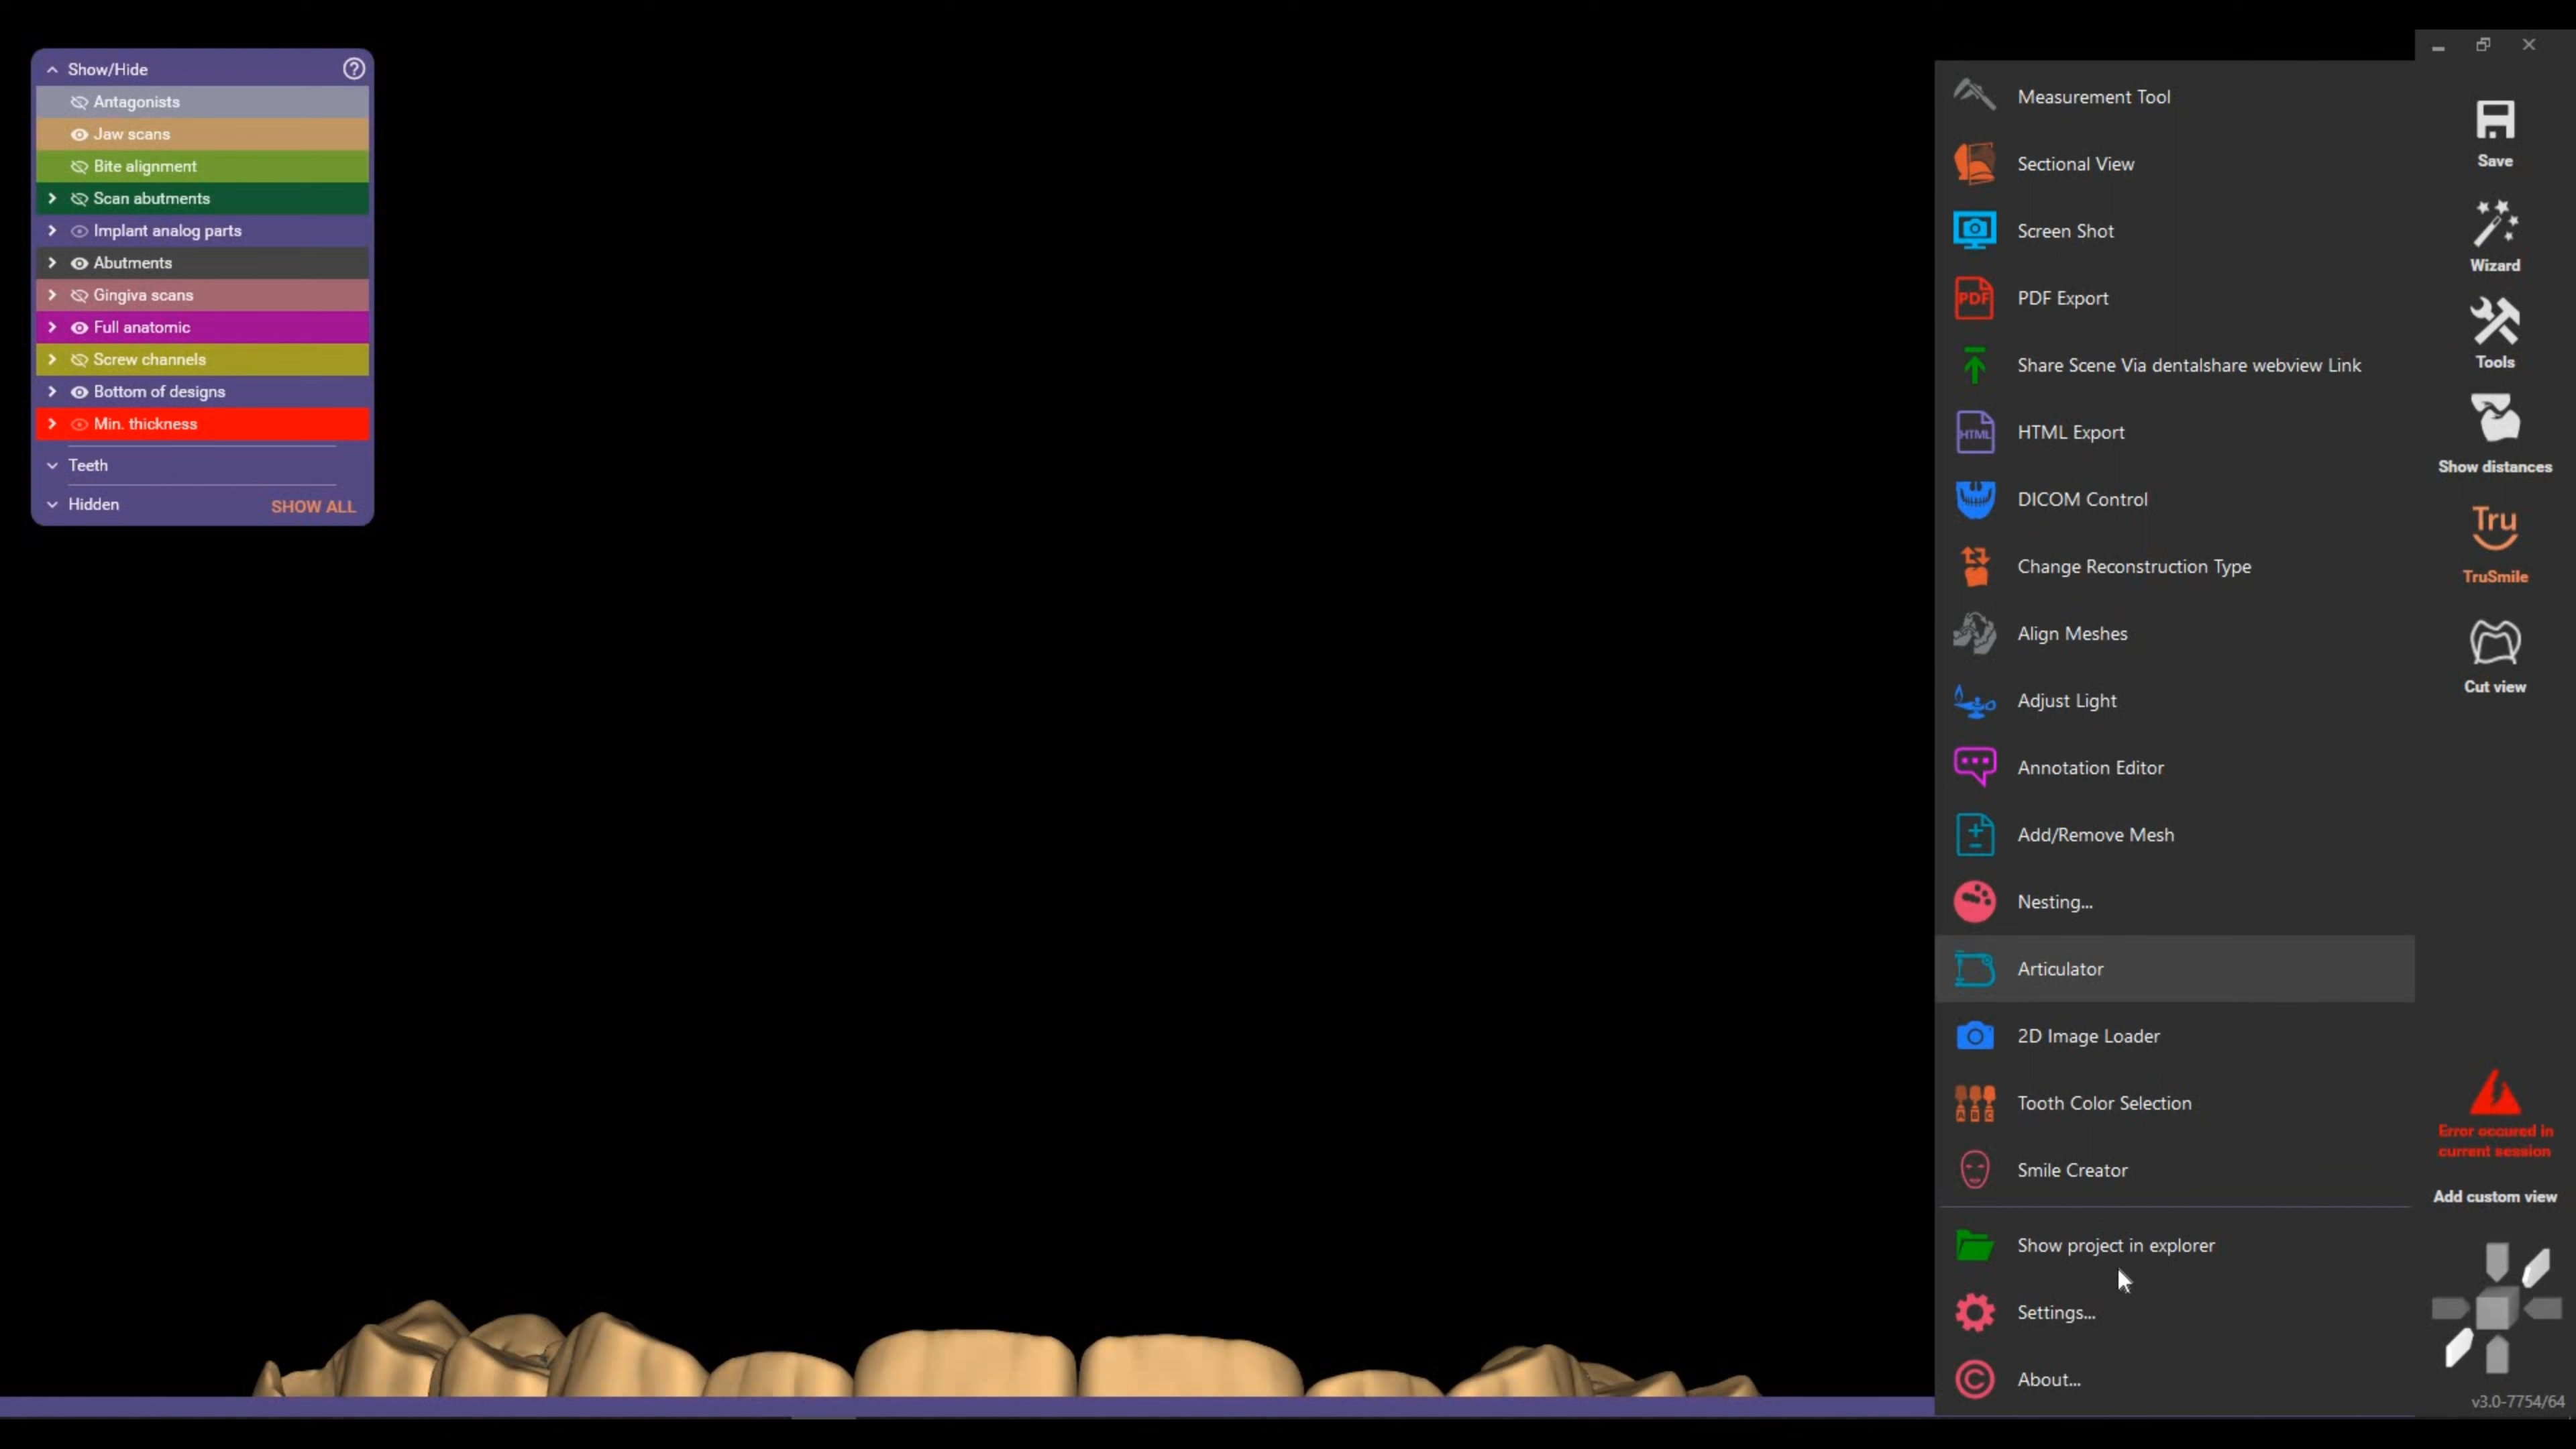 Show/Hide
Antagonists
Jaw scans
Bite alignment
Scan abutments
Implant analog parts
Abutments
Gingiva scans
Full anatomic
Screw channels
Bottom of designs
Min. thickness
Teeth
Hidden
SHOW ALL
Measurement Tool
Sectional View
Screen Shot
PDF
PDF Export
Share Scene Via dentalshare webview Link
HTML
HTML Export
DICOM Control
Change Reconstruction Type
Align Meshes
Adjust Light
Annotation Editor
Add/Remove Mesh
Nesting...
Articulator
2D Image Loader
A B C
Tooth Color Selection
Smile Creator
Show project in explorer
Settings...
About...
Save
Wizard
Tools
Show distances
Tru
TruSmile
Cut view
Error occured in
current session
Add custom view
v3.0-7754/64